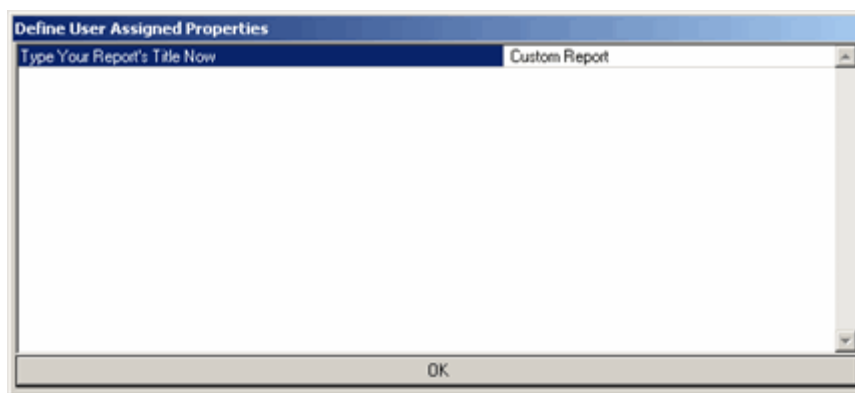 Define User Assigned Properties
Type Your Report's Title Now Custom Report
OK